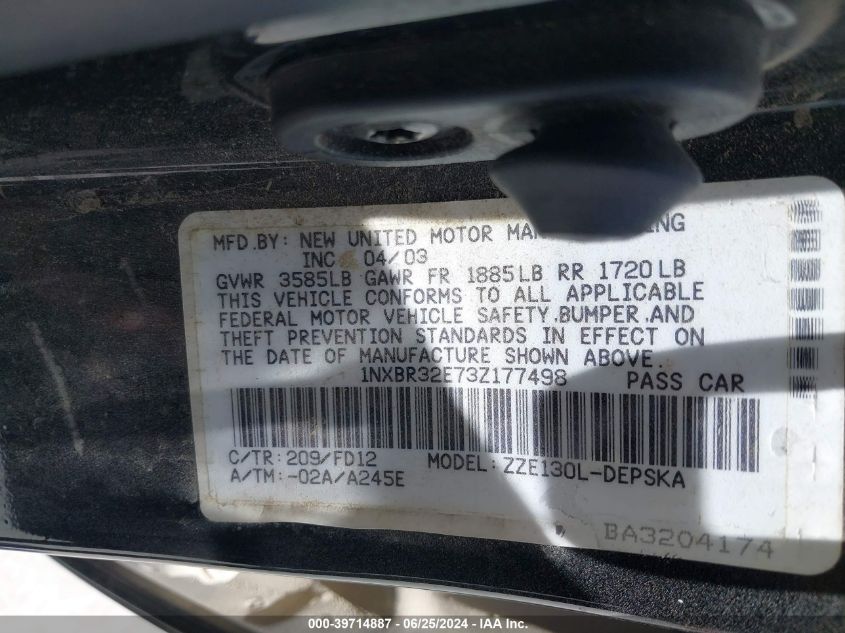 MFD.BY: NEW UNITED MOTOR
INC 04/03
GVWR 3585LB GAWR FR 1885LB RR 1720LB
THIS VEHICLE CONFORMS TO ALL APPLICABLE
FEDERAL MOTOR VEHICLE SAFETY.BUMPER.AND
THEFT PREVENTION STANDARDS IN EFFECT ON
THE DATE OF MANUFACTURE SHOWN ABOVE.
1NXBR32E73Z177498 PASS CAR
C/TR: 209/FD12 MODEL: ZZE130L-DEPSKA
A/TM: -02A/A245E
BA3204174
000-39714887 - 06/25/2024 - IAA Inc.